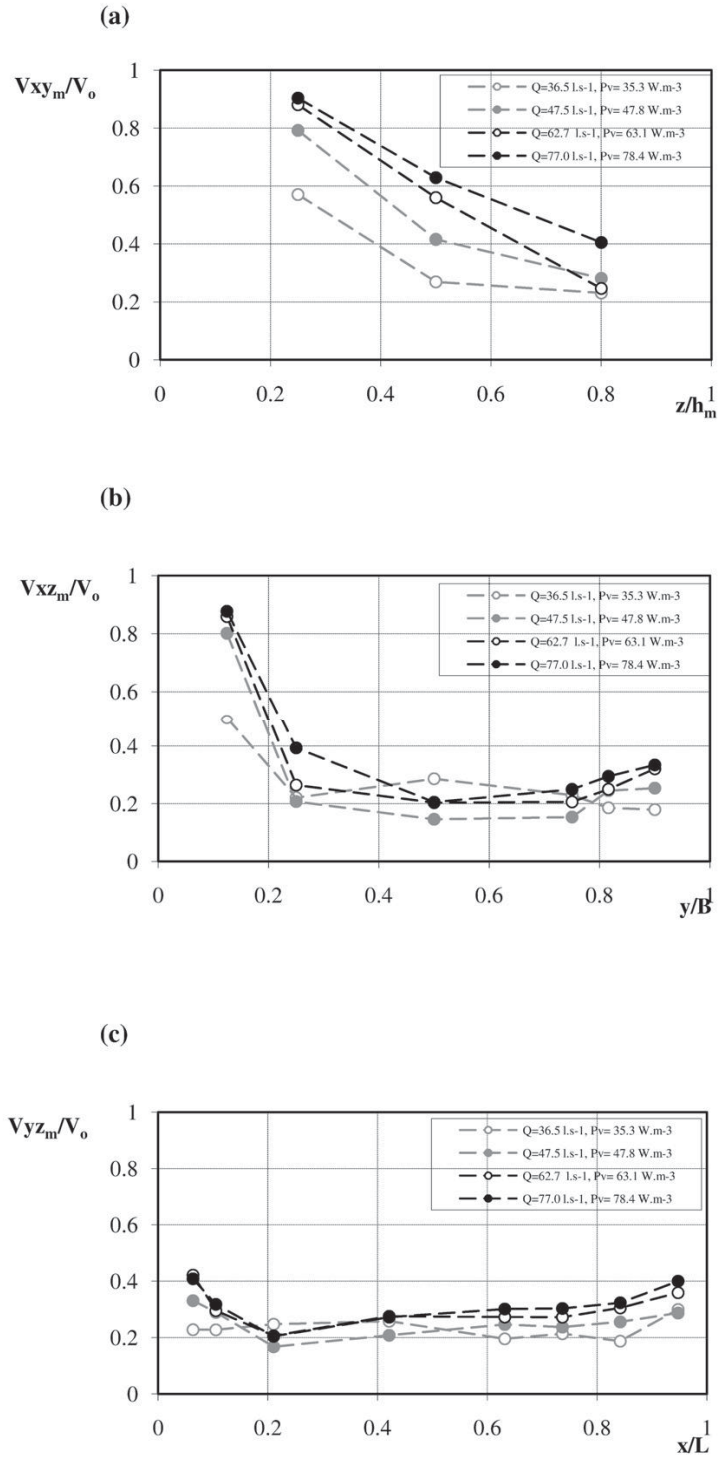 (a)
Vxyₘ/Vₒ
1
Q=36.5 l.s-1, Pv= 35.3 W.m-3
Q=47.5 l.s-1, Pv= 47.8 W.m-3
Q=62.7 l.s-1, Pv= 63.1 W.m-3
Q=77.0 l.s-1, Pv= 78.4 W.m-3
0.8
0.6
0.4
0.2
0
0 0.2 0.4 0.6 0.8 1
z/hₘ
(b)
Vxzₘ/Vₒ
1
Q=36.5 l.s-1, Pv= 35.3 W.m-3
Q=47.5 l.s-1, Pv= 47.8 W.m-3
Q=62.7 l.s-1, Pv= 63.1 W.m-3
Q=77.0 l.s-1, Pv= 78.4 W.m-3
0.8
0.6
0.4
0.2
0
0 0.2 0.4 0.6 0.8 1
y/B
(c)
Vyzₘ/Vₒ
1
Q=36.5 l.s-1, Pv= 35.3 W.m-3
Q=47.5 l.s-1, Pv= 47.8 W.m-3
Q=62.7 l.s-1, Pv= 63.1 W.m-3
Q=77.0 l.s-1, Pv= 78.4 W.m-3
0.8
0.6
0.4
0.2
0
0 0.2 0.4 0.6 0.8 1
x/L